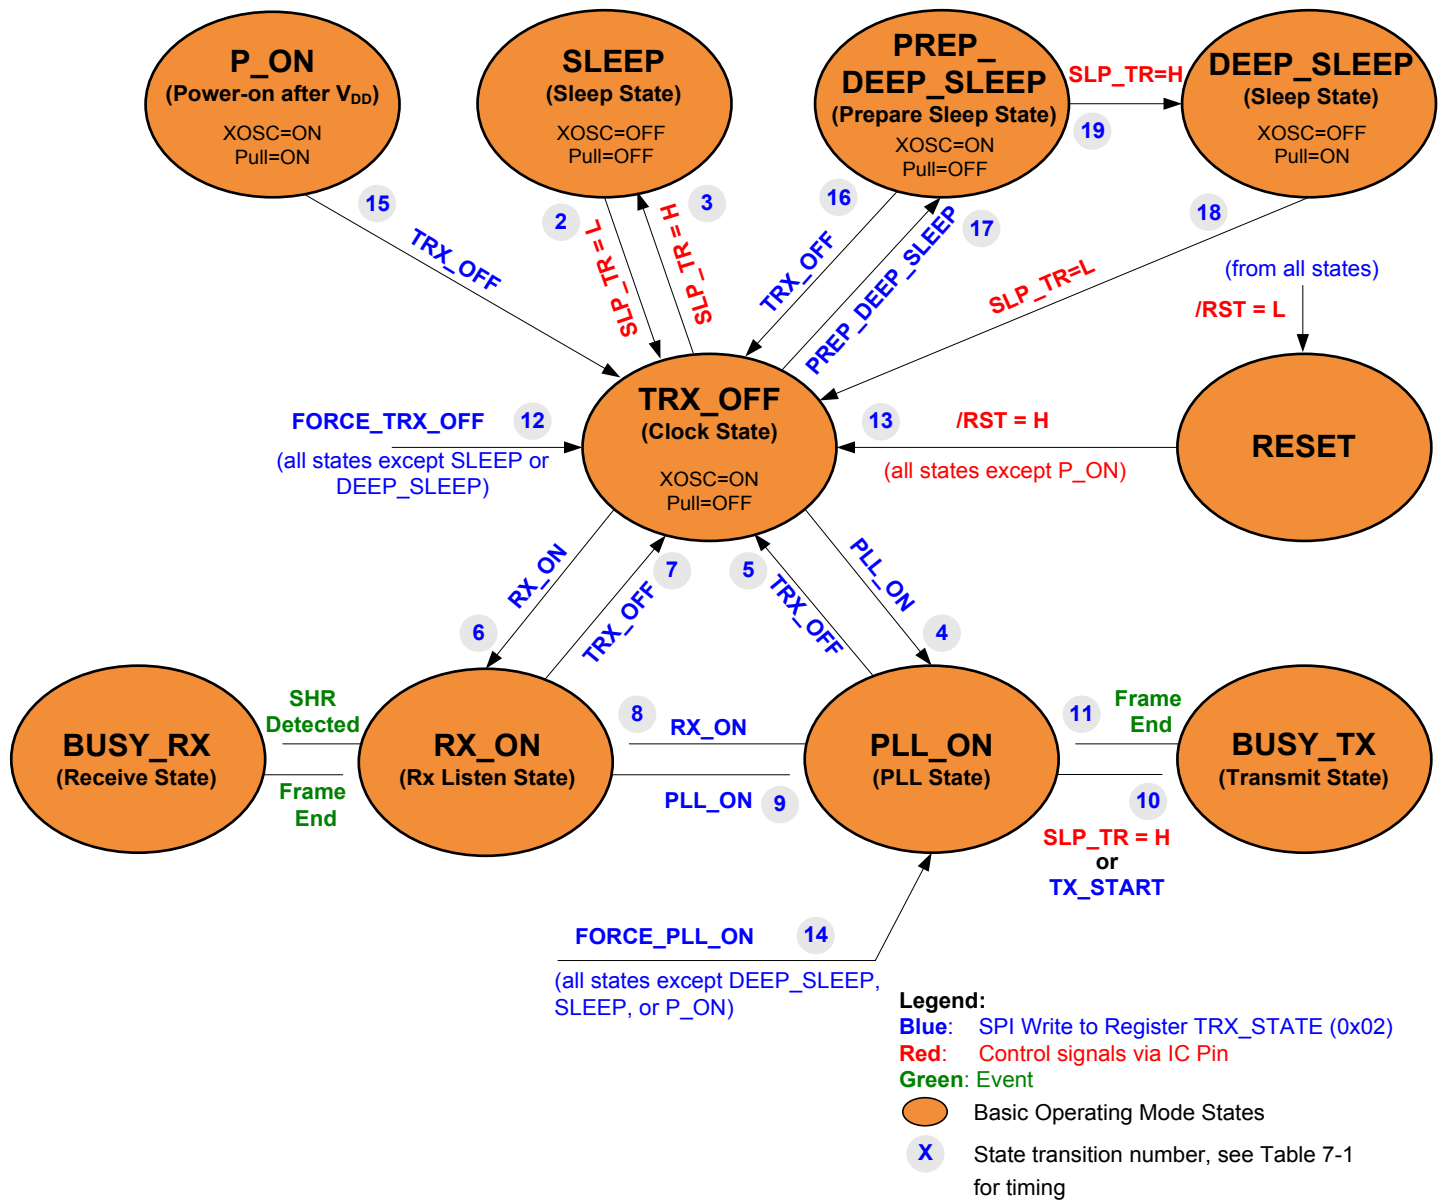 P_ON
(Power-on after VDD)
XOSC=ON
Pull=ON
SLEEP
(Sleep State)
XOSC=OFF
Pull=OFF
PREP_
DEEP_SLEEP
(Prepare Sleep State)
XOSC=ON
Pull=OFF
SLP_TR=H
19
DEEP_SLEEP
(Sleep State)
XOSC=OFF
Pull=ON
15
TRX_OFF
2
SLP_TR = L
3
SLP_TR = H
16
TRX_OFF
17
PREP_DEEP_SLEEP
18
SLP_TR=L
(from all states)
/RST = L
FORCE_TRX_OFF
12
(all states except SLEEP or
DEEP_SLEEP)
TRX_OFF
(Clock State)
XOSC=ON
Pull=OFF
13
/RST = H
(all states except P_ON)
RESET
RX_ON
6
7
TRX_OFF
5
TRX_OFF
PLL_ON
4
BUSY_RX
(Receive State)
SHR
Detected
Frame
End
RX_ON
(Rx Listen State)
8
RX_ON
PLL_ON
9
PLL_ON
(PLL State)
11
Frame
End
10
SLP_TR = H
or
TX_START
BUSY_TX
(Transmit State)
FORCE_PLL_ON
14
(all states except DEEP_SLEEP,
SLEEP, or P_ON)
Legend:
Blue: SPI Write to Register TRX_STATE (0x02)
Red: Control signals via IC Pin
Green: Event
Basic Operating Mode States
X State transition number, see Table 7-1
for timing